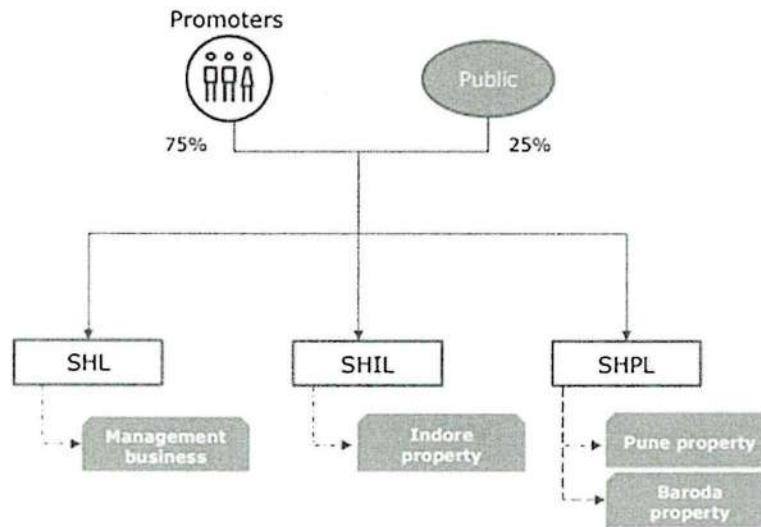 Promoters
Public
75%
25%
SHL
SHIL
SHPL
Management
business
Indore
property
Pune property
Baroda
property